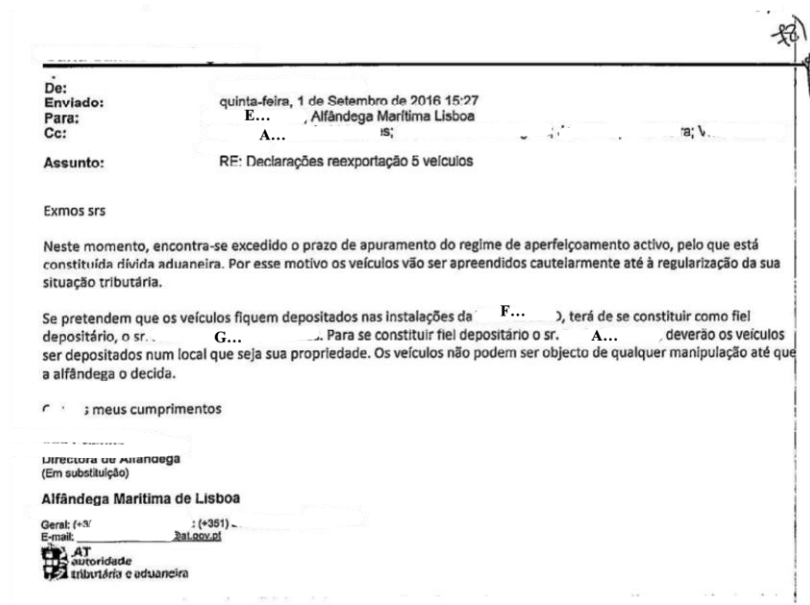 De:
Enviado: quinta-feira, 1 de Setembro de 2016 15:27
Para: E... , Alfândega Marítima Lisboa
Cc: A...
Assunto: RE: Declarações reexportação 5 veículos
Exmos srs
Neste momento, encontra-se excedido o prazo de apuramento do regime de aperfeiçoamento activo, pelo que está
constituída dívida aduaneira. Por esse motivo os veículos vão ser apreendidos cautelarmente até à regularização da sua
situação tributária.
Se pretendem que os veículos fiquem depositados nas instalações da F... ), terá de se constituir como fiel
depositário, o sr. G... . Para se constituir fiel depositário o sr. A... , deverão os veículos
ser depositados num local que seja sua propriedade. Os veículos não podem ser objecto de qualquer manipulação até que
a alfândega o decida.
meus cumprimentos
Directora de Alfândega
(Em substituição)
Alfândega Marítima de Lisboa
Geral: : (+351)
E-mail: @at.gov.pt
AT
autoridade
tributária e aduaneira